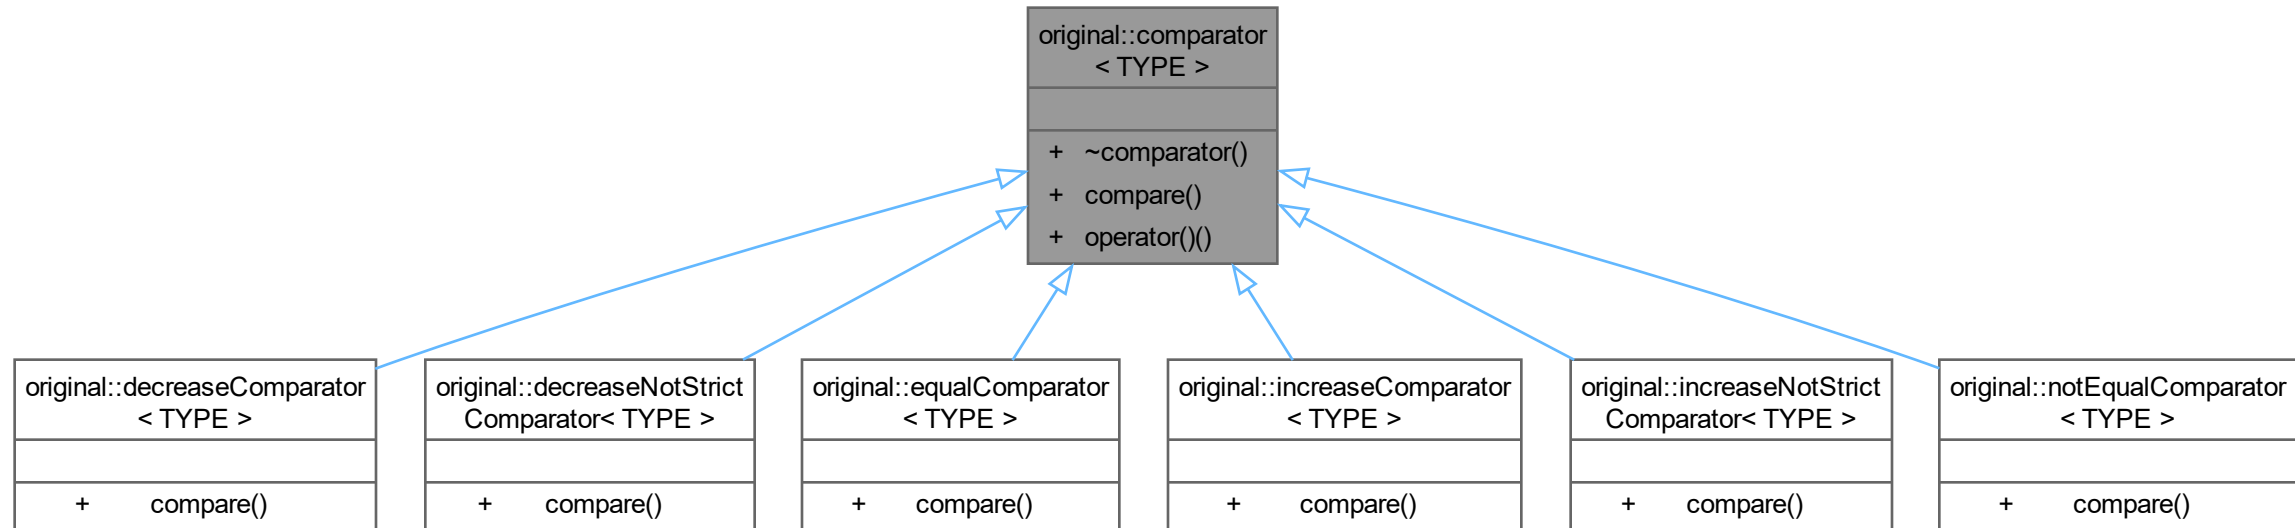 original::comparator
< TYPE >
+ ~comparator()
+ compare()
+ operator()()
original::decreaseComparator
< TYPE >
+ compare()
original::decreaseNotStrict
Comparator< TYPE >
+ compare()
original::equalComparator
< TYPE >
+ compare()
original::increaseComparator
< TYPE >
+ compare()
original::increaseNotStrict
Comparator< TYPE >
+ compare()
original::notEqualComparator
< TYPE >
+ compare()